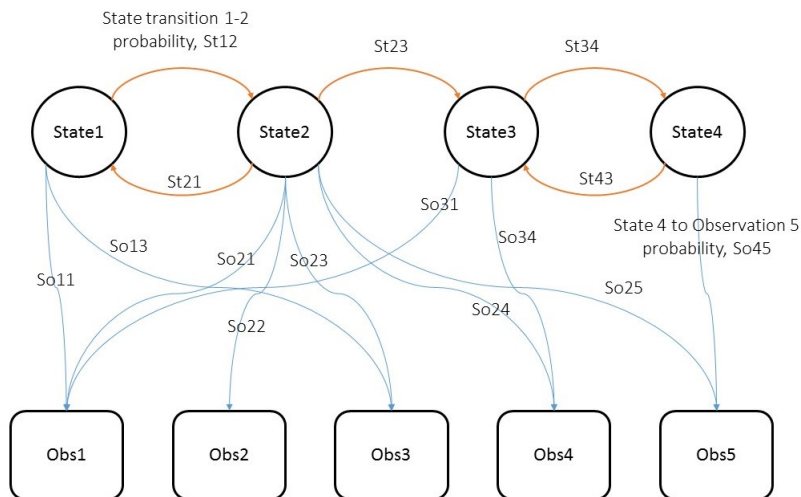 State transition 1-2
probability, St12
St23
St34
State1
State2
State3
State4
St21
St43
So31
So13
So34
State 4 to Observation 5
probability, So45
So11
So21
So23
So25
So22
So24
Obs1
Obs2
Obs3
Obs4
Obs5